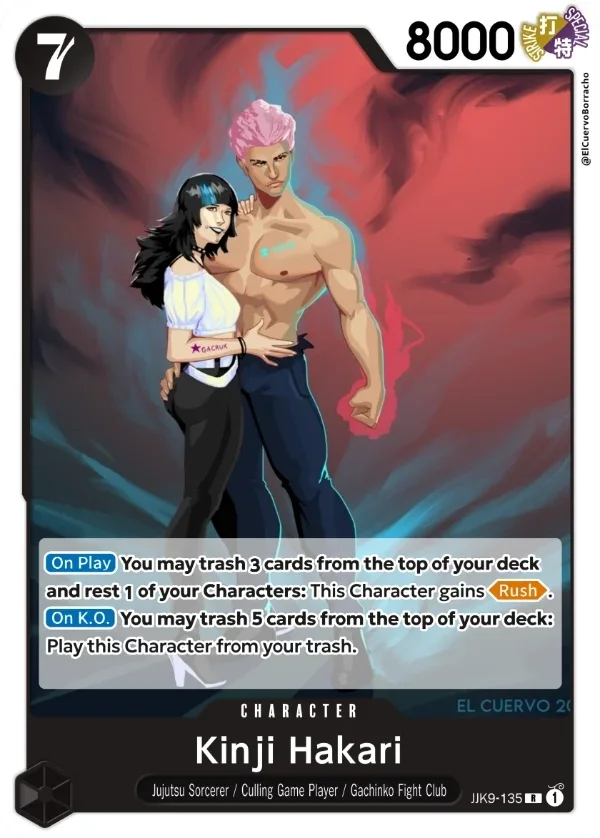 7
8000
STRIKE 打 特 SPECIAL
@ElCuervoBorracho
★GACRUX
On Play You may trash 3 cards from the top of your deck
and rest 1 of your Characters: This Character gains Rush.
On K.O. You may trash 5 cards from the top of your deck:
Play this Character from your trash.
EL CUERVO 20
CHARACTER
Kinji Hakari
Jujutsu Sorcerer / Culling Game Player / Gachinko Fight Club
JJK9-135 R 1